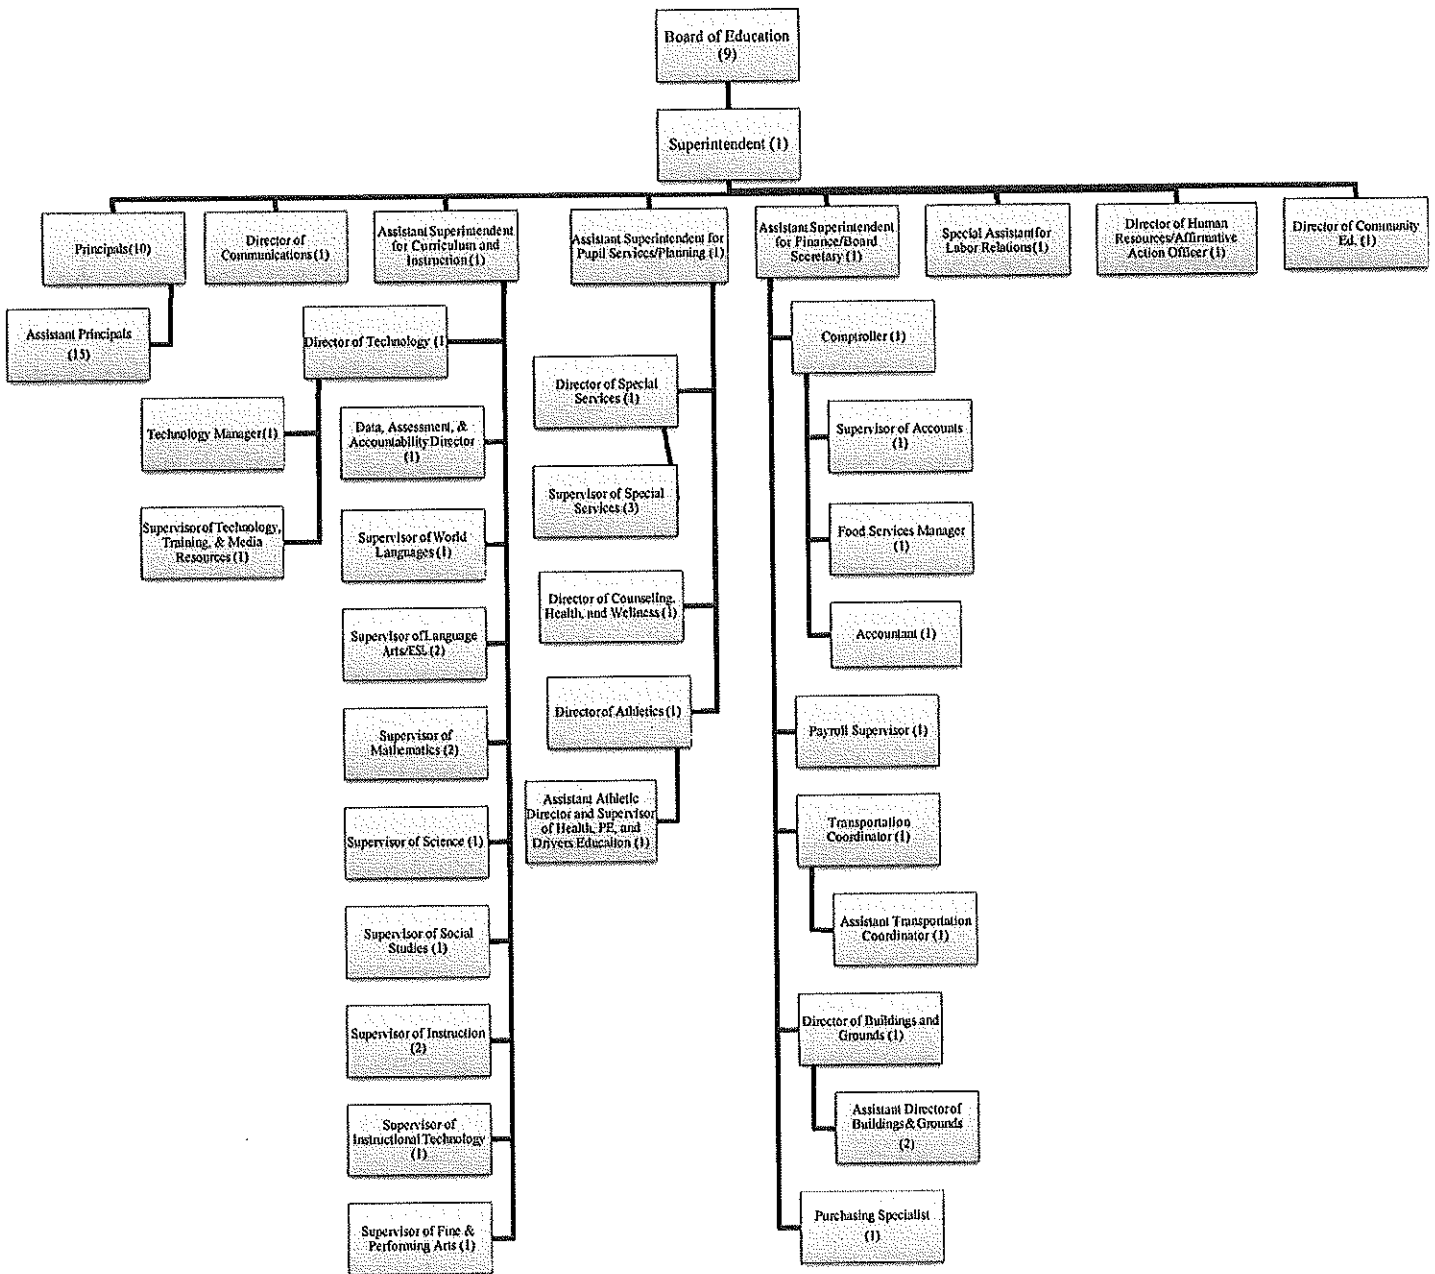 Board of Education
(9)
Superintendent (1)
Principals(10)
Director of
Communications (1)
Assistant Superintendent
for Curriculum and
Instruction (1)
Assistant Superintendent for
Pupil Services/Planning (1)
Assistant Superintendent
for Finance/Board
Secretary (1)
Special Assistant for
Labor Relations(1)
Director of Human
Resources/Affirmative
Action Officer (1)
Director of Community
Ed. (1)
Assistant Principals
(15)
Director of Technology (1
Technology Manager(1)
Supervisor of Technology,
Training, & Media
Resources (1)
Data, Assessment, &
Accountability Director
(1)
Supervisor of World
Languages (1)
Supervisor of Language
Arts/ESL (2)
Supervisor of
Mathematics (2)
Supervisor of Science (1)
Supervisor of Social
Studies (1)
Supervisor of Instruction
(2)
Supervisor of
Instructional Technology
(1)
Supervisor of Fine &
Performing Arts (1)
Director of Special
Services (1)
Supervisor of Special
Services (3)
Director of Counseling,
Health, and Wellness (1)
Director of Athletics (1)
Assistant Athletic
Director and Supervisor
of Health, PE, and
Drivers Education (1)
Comptroller (1)
Supervisor of Accounts
(1)
Food Services Manager
(1)
Accountant (1)
Payroll Supervisor (1)
Transportation
Coordinator (1)
Assistant Transportation
Coordinator (1)
Director of Buildings and
Grounds (1)
Assistant Director of
Buildings & Grounds
(2)
Purchasing Specialist
(1)